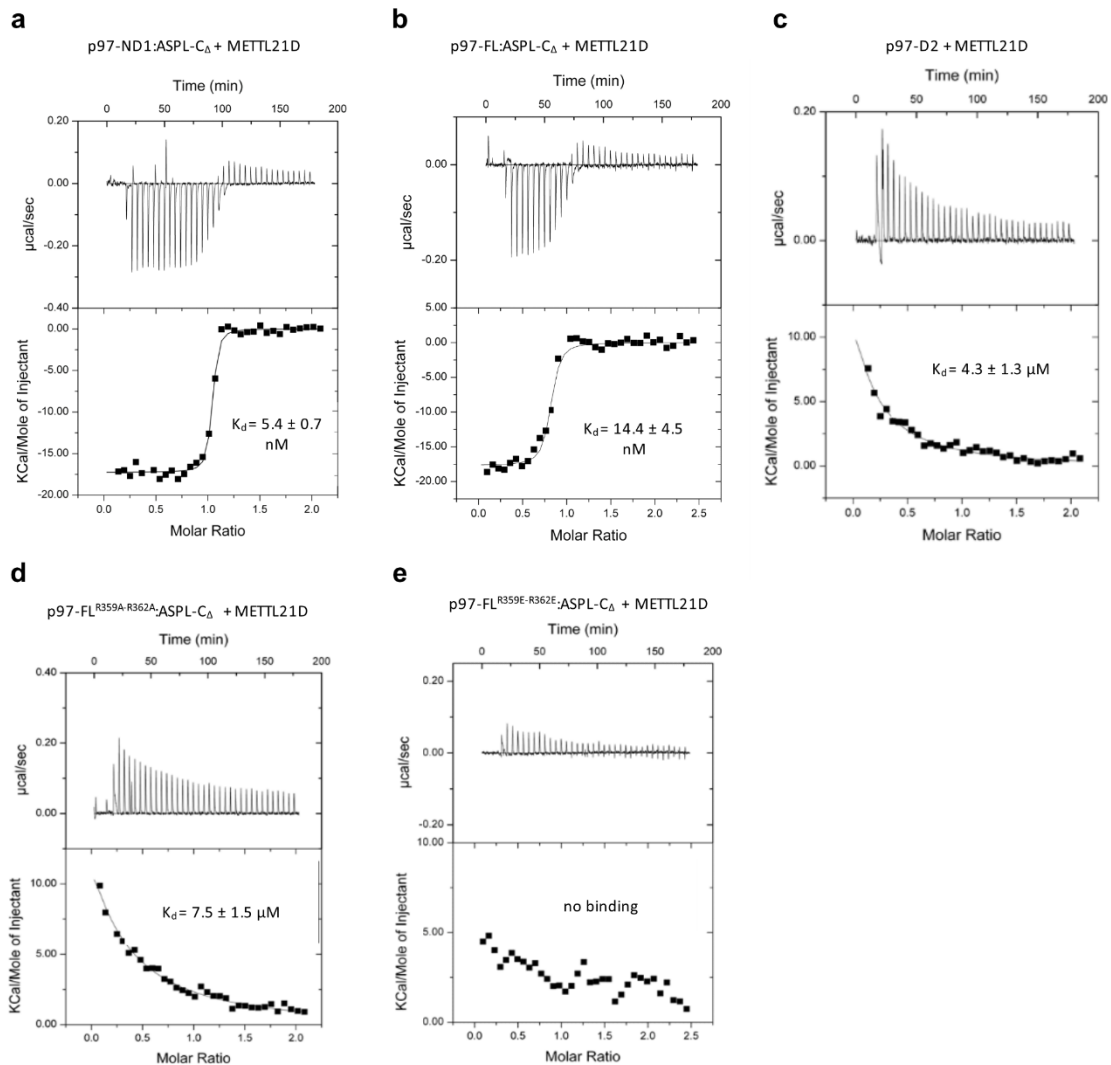 a
p97-ND1:ASPL-CΔ + METTL21D
Time (min)
0 50 100 150 200
0.20
0.00
-0.20
-0.40
µcal/sec
0.00
-5.00
-10.00
-15.00
-20.00
KCal/Mole of Injectant
Kd= 5.4 ± 0.7
nM
0.0 0.5 1.0 1.5 2.0
Molar Ratio
b
p97-FL:ASPL-CΔ + METTL21D
Time (min)
0 50 100 150 200
0.00
-0.20
µcal/sec
5.00
0.00
-5.00
-10.00
-15.00
-20.00
KCal/Mole of Injectant
Kd= 14.4 ± 4.5
nM
0.0 0.5 1.0 1.5 2.0 2.5
Molar Ratio
c
p97-D2 + METTL21D
Time (min)
0 50 100 150 200
0.20
0.10
0.00
µcal/sec
10.00
5.00
0.00
KCal/Mole of Injectant
Kd= 4.3 ± 1.3 µM
0.0 0.5 1.0 1.5 2.0
Molar Ratio
d
p97-FLR359A-R362A:ASPL-CΔ + METTL21D
Time (min)
0 50 100 150 200
0.40
0.20
0.00
µcal/sec
10.00
5.00
0.00
KCal/Mole of Injectant
Kd= 7.5 ± 1.5 µM
0.0 0.5 1.0 1.5 2.0
Molar Ratio
e
p97-FLR359E-R362E:ASPL-CΔ + METTL21D
Time (min)
0 50 100 150 200
0.20
0.00
-0.20
µcal/sec
10.00
5.00
0.00
KCal/Mole of Injectant
no binding
0.0 0.5 1.0 1.5 2.0 2.5
Molar Ratio